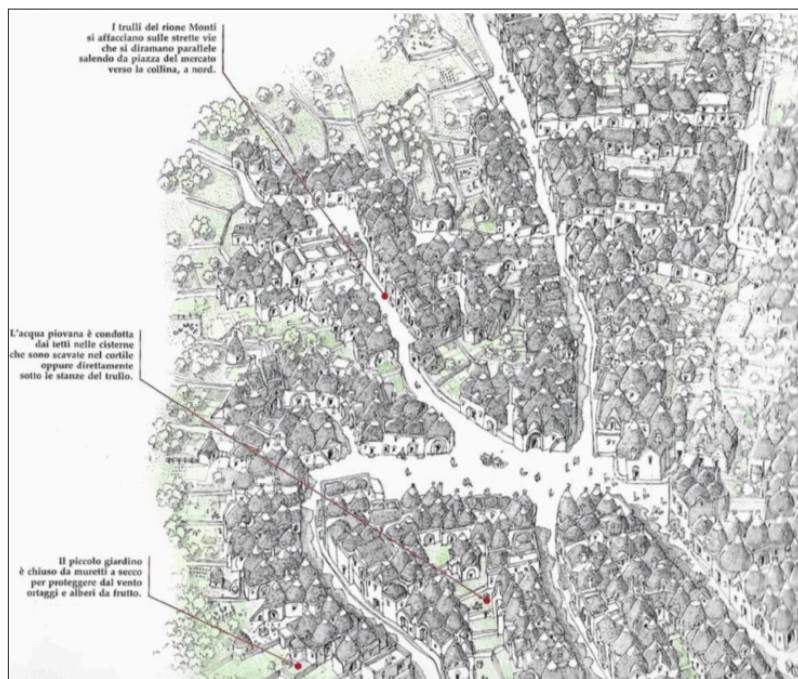 I trulli del rione Monti
si affacciano sulle strette vie
che si diramano parallele
salendo da piazza del mercato
verso la collina, a nord.
L'acqua piovana è condotta
dai tetti nelle cisterne
che sono scavate nel cortile
oppure direttamente
sotto le stanze del trullo.
Il piccolo giardino
è chiuso da muretti a secco
per proteggere dal vento
ortaggi e alberi da frutto.